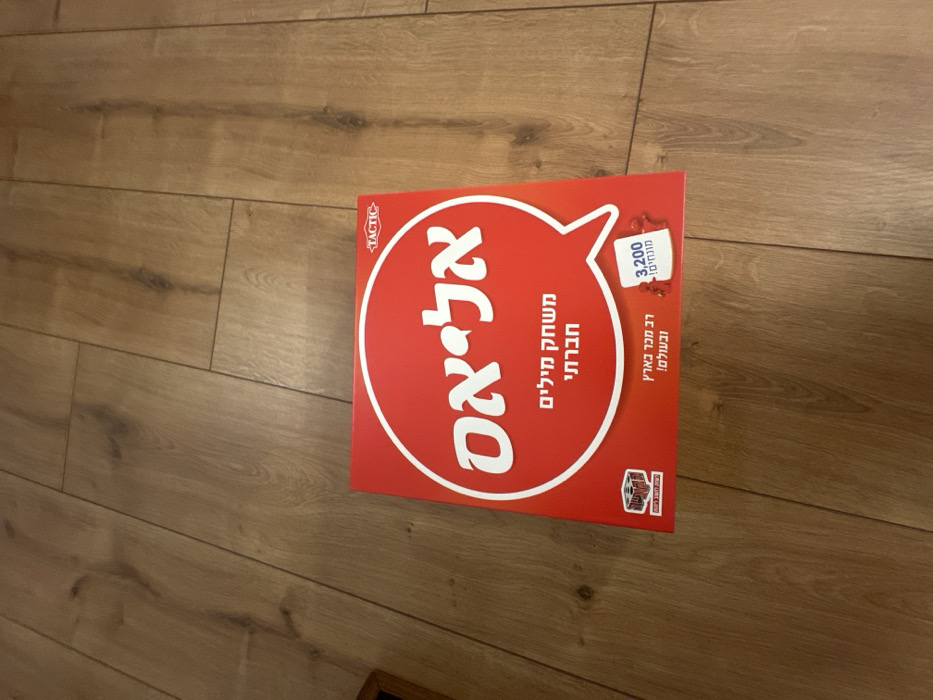 TACTIC
אליאס
משחק מילים
חברתי
3,200
מונחים!
רב מכר בארץ
ובעולם!